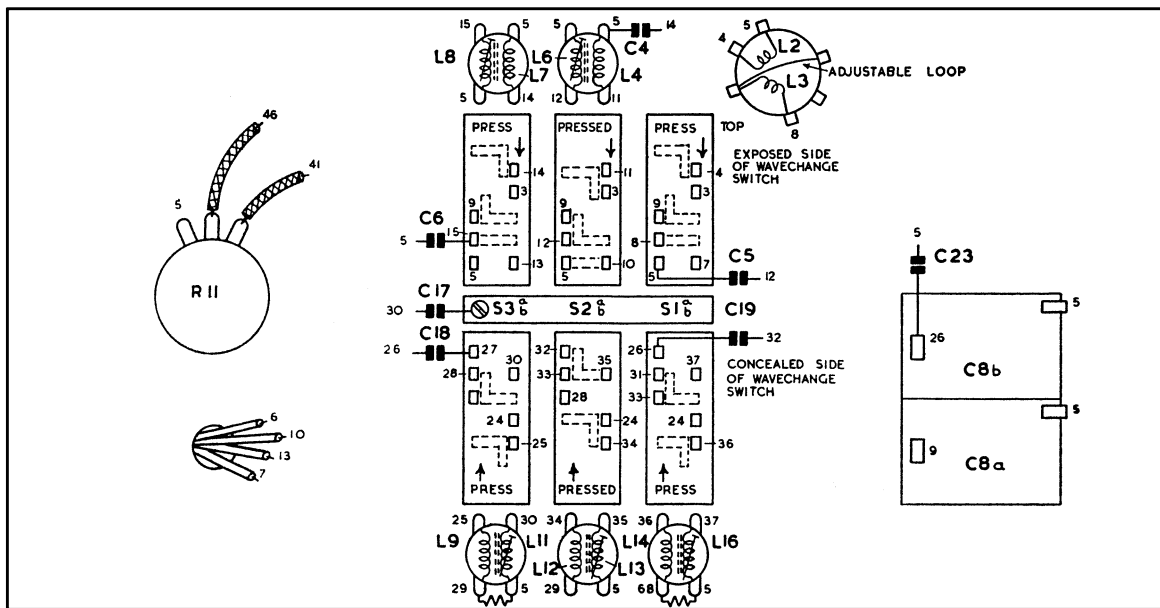 15 5 5 5 14
C4
L8 L6
L7 L4
5 14 12 11
5
4 L2
L3
ADJUSTABLE LOOP
8
46
41
5
R11
6
10
13
7
PRESS PRESSED PRESS TOP
EXPOSED SIDE
OF WAVECHANGE
SWITCH
14 11 4
3 3 3
9 9 9
C6
15
5 12 8
13 10 7
5 5 5
C5
12
C17
30
S3 a b S2 a b S1 a b
C19
32
C18
26
27 32 26
30 35 37
28 33 31
28 33
24 24 24
25 34 36
PRESS PRESSED PRESS
CONCEALED SIDE
OF WAVECHANGE
SWITCH
25 30 34 35 36 37
L9 L11 L14 L16
L12 L13
29 5 29 5 68 5
5
C23
5
26
C8b
5
9
C8a